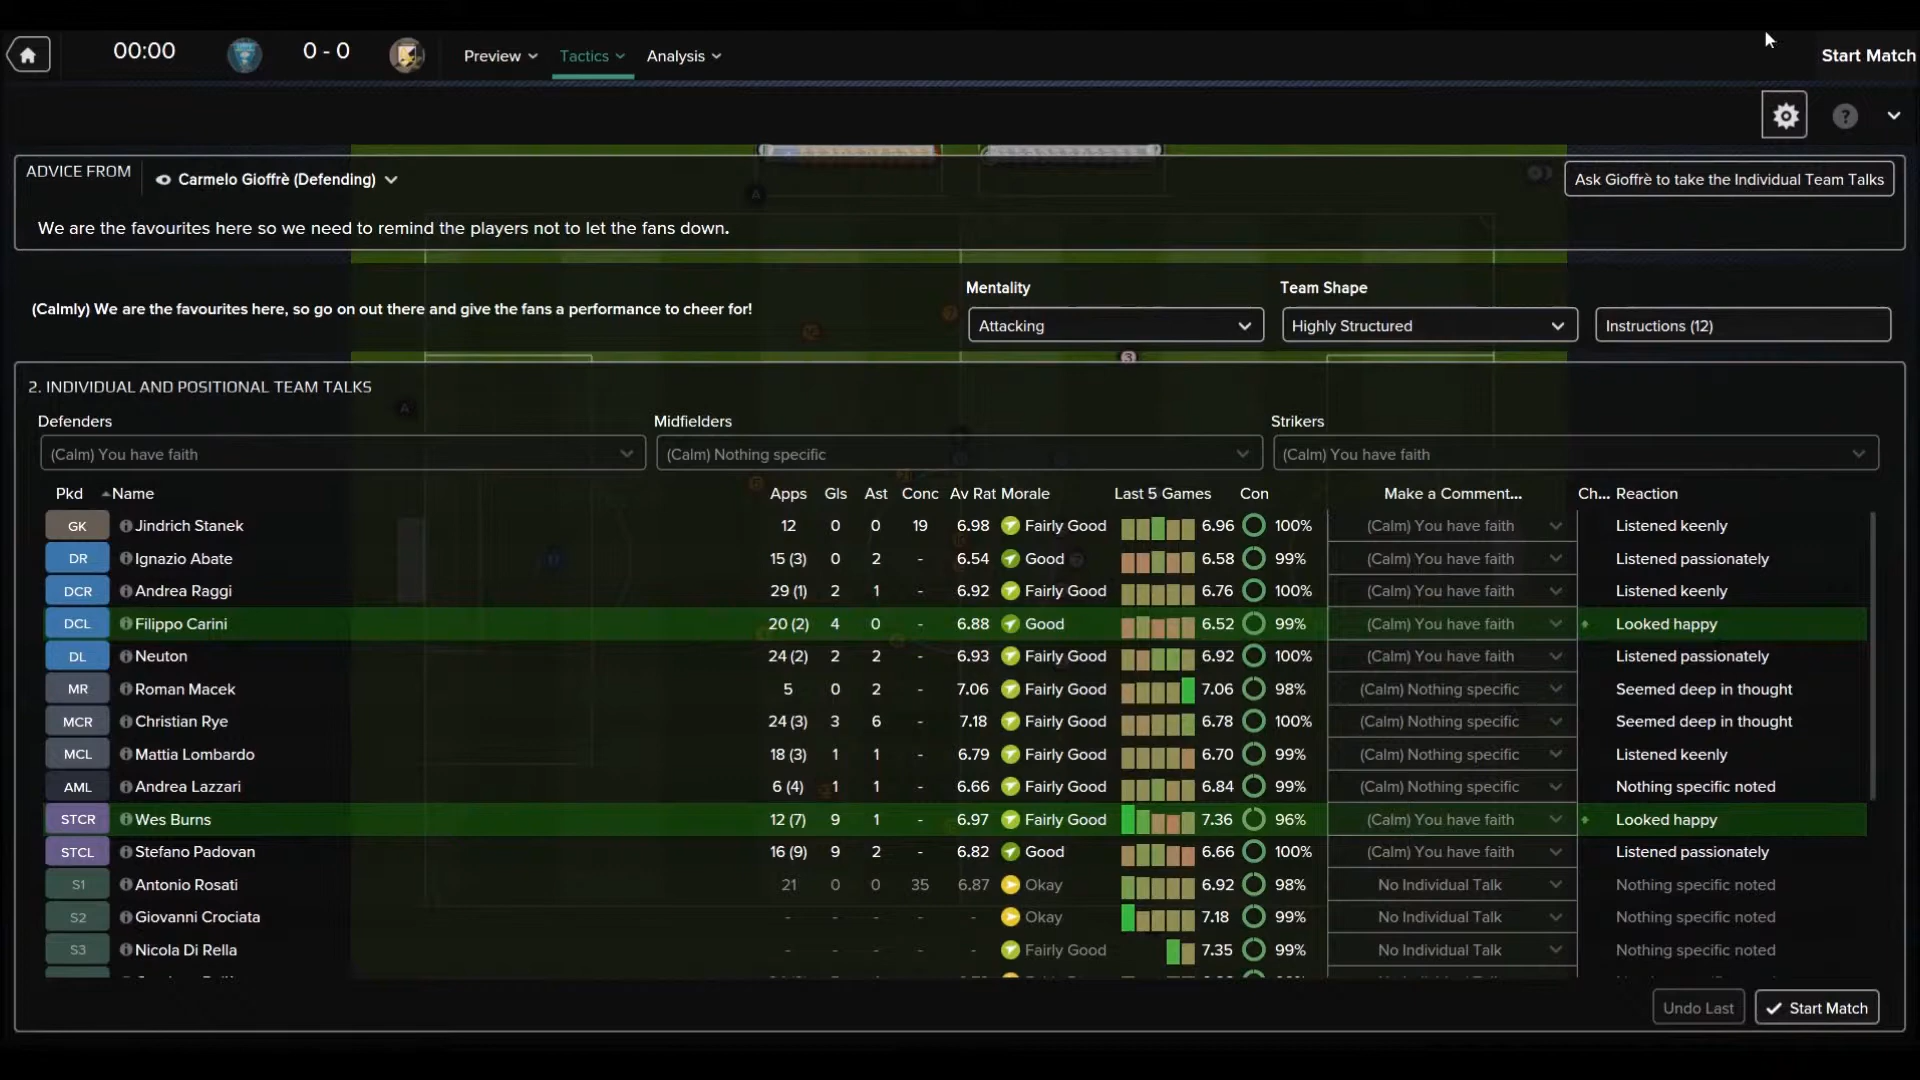 00:00 0 - 0 Preview Tactics Analysis Start Match
?
ADVICE FROM Carmelo Gioffrè (Defending) Ask Gioffrè to take the Individual Team Talks
We are the favourites here so we need to remind the players not to let the fans down.
Mentality Team Shape
(Calmly) We are the favourites here, so go on out there and give the fans a performance to cheer for!
Attacking Highly Structured Instructions (12)
2. INDIVIDUAL AND POSITIONAL TEAM TALKS
Defenders Midfielders Strikers
(Calm) You have faith (Calm) Nothing specific (Calm) You have faith
Pkd Name Apps Gls Ast Conc Av Rat Morale Last 5 Games Con Make a Comment... Ch... Reaction
GK Jindrich Stanek 12 0 0 19 6.98 Fairly Good 6.96 100% (Calm) You have faith Listened keenly
DR Ignazio Abate 15 (3) 0 2 - 6.54 Good 6.58 99% (Calm) You have faith Listened passionately
DCR Andrea Raggi 29 (1) 2 1 - 6.92 Fairly Good 6.76 100% (Calm) You have faith Listened keenly
DCL Filippo Carini 20 (2) 4 0 - 6.88 Good 6.52 99% (Calm) You have faith Looked happy
DL Neuton 24 (2) 2 2 - 6.93 Fairly Good 6.92 100% (Calm) You have faith Listened passionately
MR Roman Macek 5 0 2 - 7.06 Fairly Good 7.06 98% (Calm) Nothing specific Seemed deep in thought
MCR Christian Rye 24 (3) 3 6 - 7.18 Fairly Good 6.78 100% (Calm) Nothing specific Seemed deep in thought
MCL Mattia Lombardo 18 (3) 1 1 - 6.79 Fairly Good 6.70 99% (Calm) Nothing specific Listened keenly
AML Andrea Lazzari 6 (4) 1 1 - 6.66 Fairly Good 6.84 99% (Calm) Nothing specific Nothing specific noted
STCR Wes Burns 12 (7) 9 1 - 6.97 Fairly Good 7.36 96% (Calm) You have faith Looked happy
STCL Stefano Padovan 16 (9) 9 2 - 6.82 Good 6.66 100% (Calm) You have faith Listened passionately
S1 Antonio Rosati 21 0 0 35 6.87 Okay 6.92 98% No Individual Talk Nothing specific noted
S2 Giovanni Crociata - - - - - Okay 7.18 99% No Individual Talk Nothing specific noted
S3 Nicola Di Rella - - - - - Fairly Good 7.35 99% No Individual Talk Nothing specific noted
Undo Last Start Match